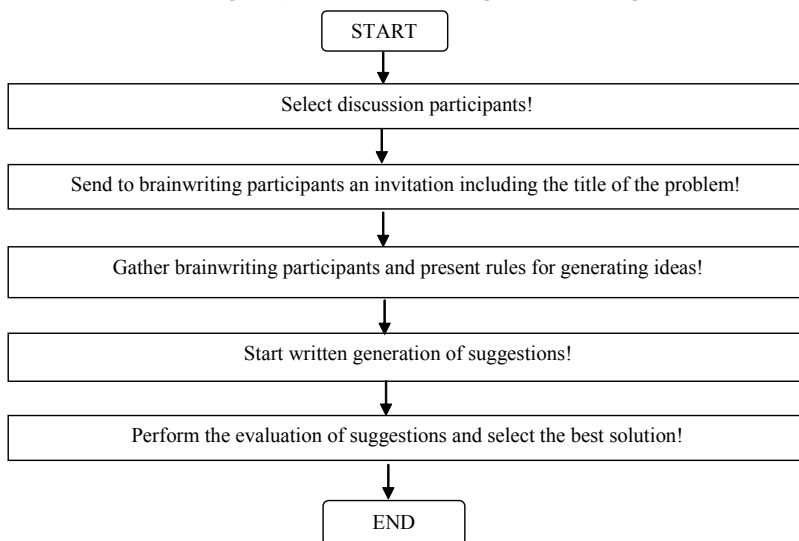 START
Select discussion participants!
Send to brainwriting participants an invitation including the title of the problem!
Gather brainwriting participants and present rules for generating ideas!
Start written generation of suggestions!
Perform the evaluation of suggestions and select the best solution!
END